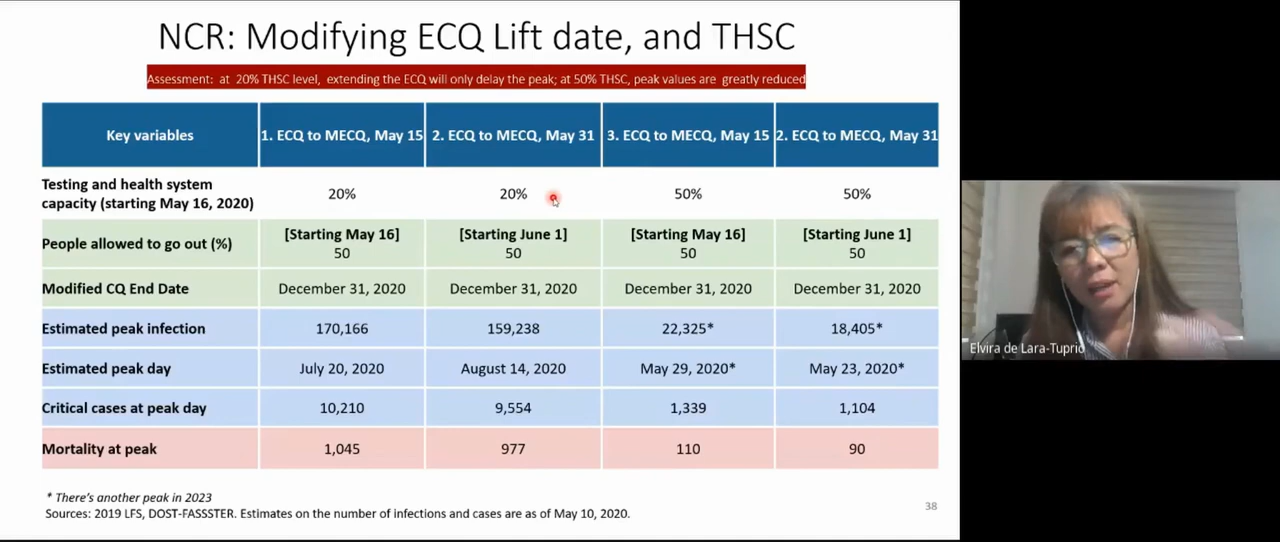 NCR: Modifying ECQ Lift date, and THSC
Assessment: at 20% THSC level, extending the ECQ will only delay the peak; at 50% THSC, peak values are greatly reduced
Key variables 1. ECQ to MECQ, May 15 2. ECQ to MECQ, May 31 3. ECQ to MECQ, May 15 2. ECQ to MECQ, May 31
Testing and health system
capacity (starting May 16, 2020) 20% 20% 50% 50%
People allowed to go out (%) [Starting May 16] [Starting June 1] [Starting May 16] [Starting June 1]
50 50 50 50
Modified CQ End Date December 31, 2020 December 31, 2020 December 31, 2020 December 31, 2020
Estimated peak infection 170,166 159,238 22,325* 18,405*
Estimated peak day July 20, 2020 August 14, 2020 May 29, 2020* May 23, 2020*
Critical cases at peak day 10,210 9,554 1,339 1,104
Mortality at peak 1,045 977 110 90
* There's another peak in 2023
Sources: 2019 LFS, DOST-FASSSTER. Estimates on the number of infections and cases are as of May 10, 2020.
38
Elvira de Lara-Tuprio